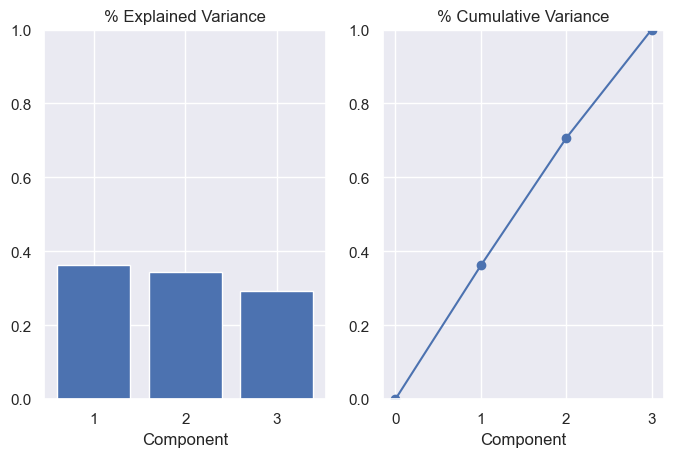 % Explained Variance
1.0
0.8
0.6
0.4
0.2
0.0
1 2 3
Component
% Cumulative Variance
1.0
0.8
0.6
0.4
0.2
0.0
0 1 2 3
Component